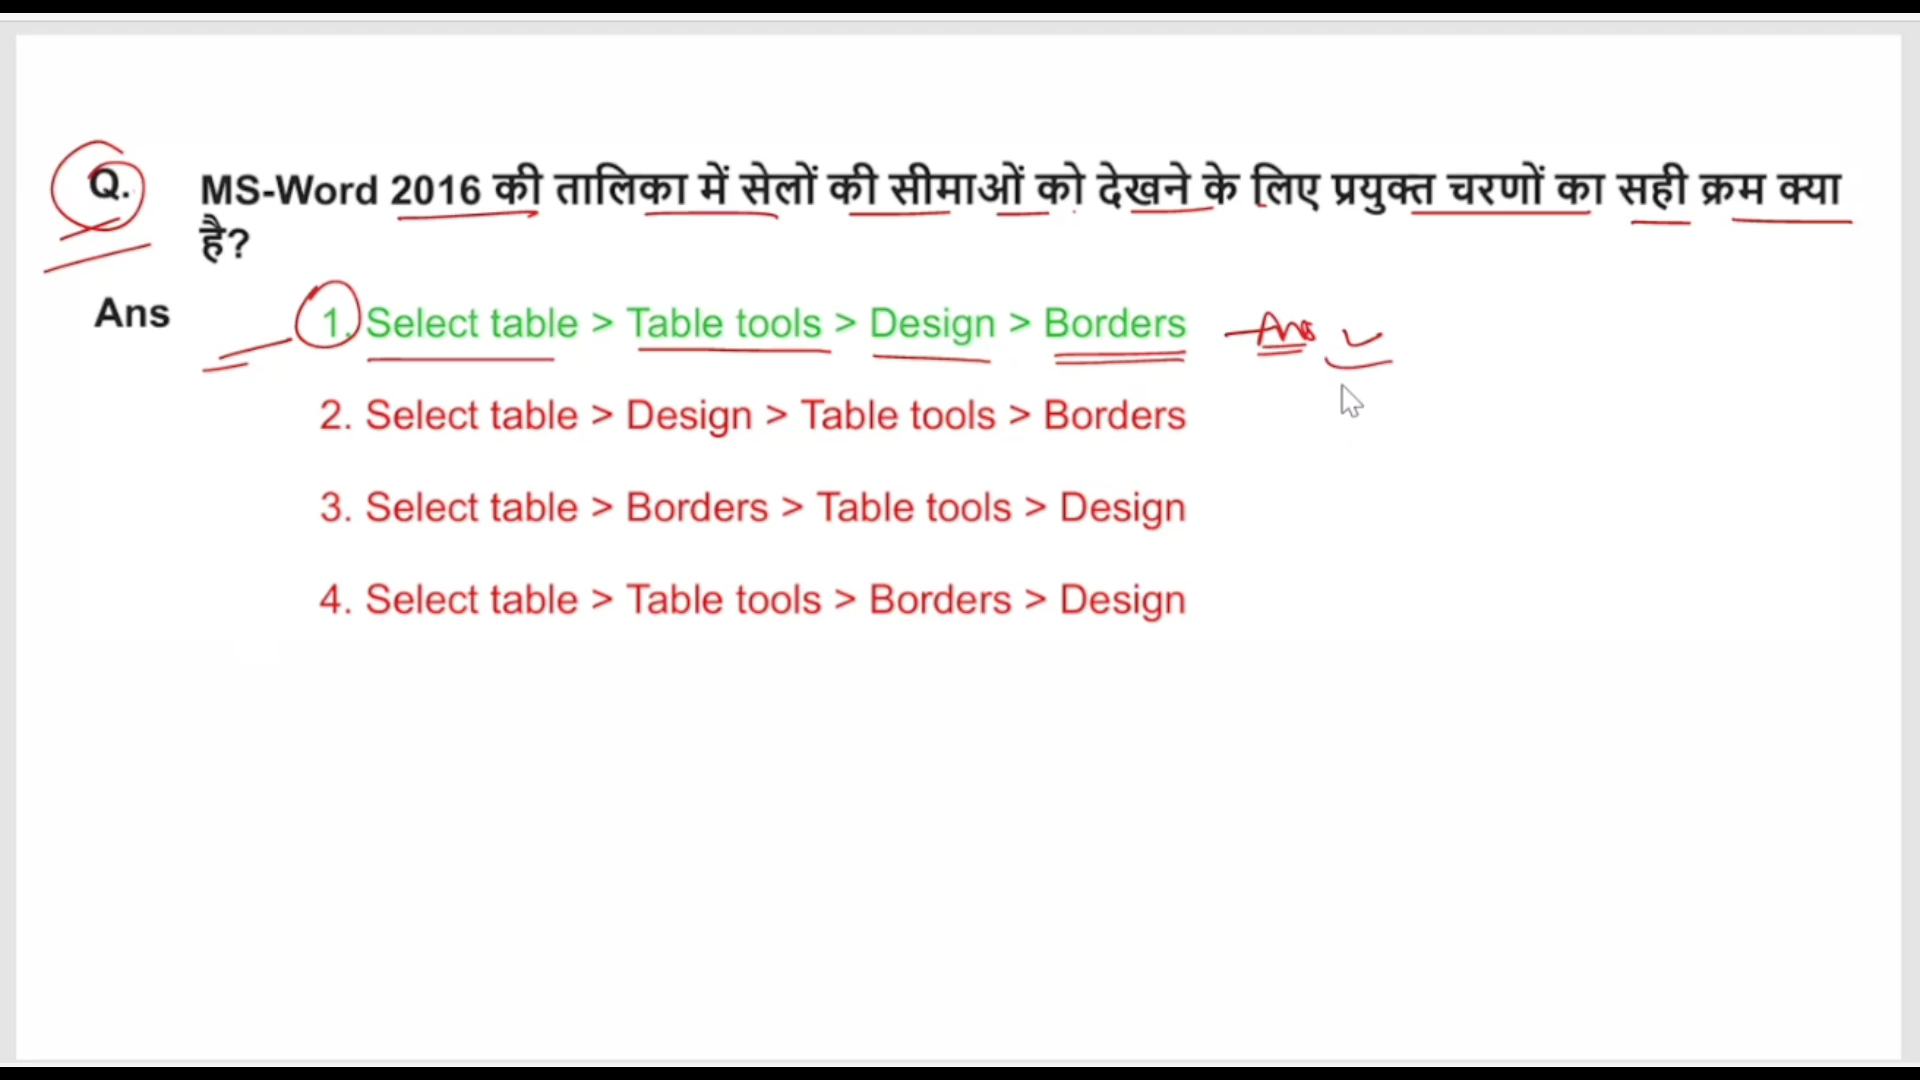 Q. MS-Word 2016 की तालिका में सेलों की सीमाओं को देखने के लिए प्रयुक्त चरणों का सही क्रम क्या
है?
Ans 1. Select table > Table tools > Design > Borders Ans
2. Select table > Design > Table tools > Borders
3. Select table > Borders > Table tools > Design
4. Select table > Table tools > Borders > Design